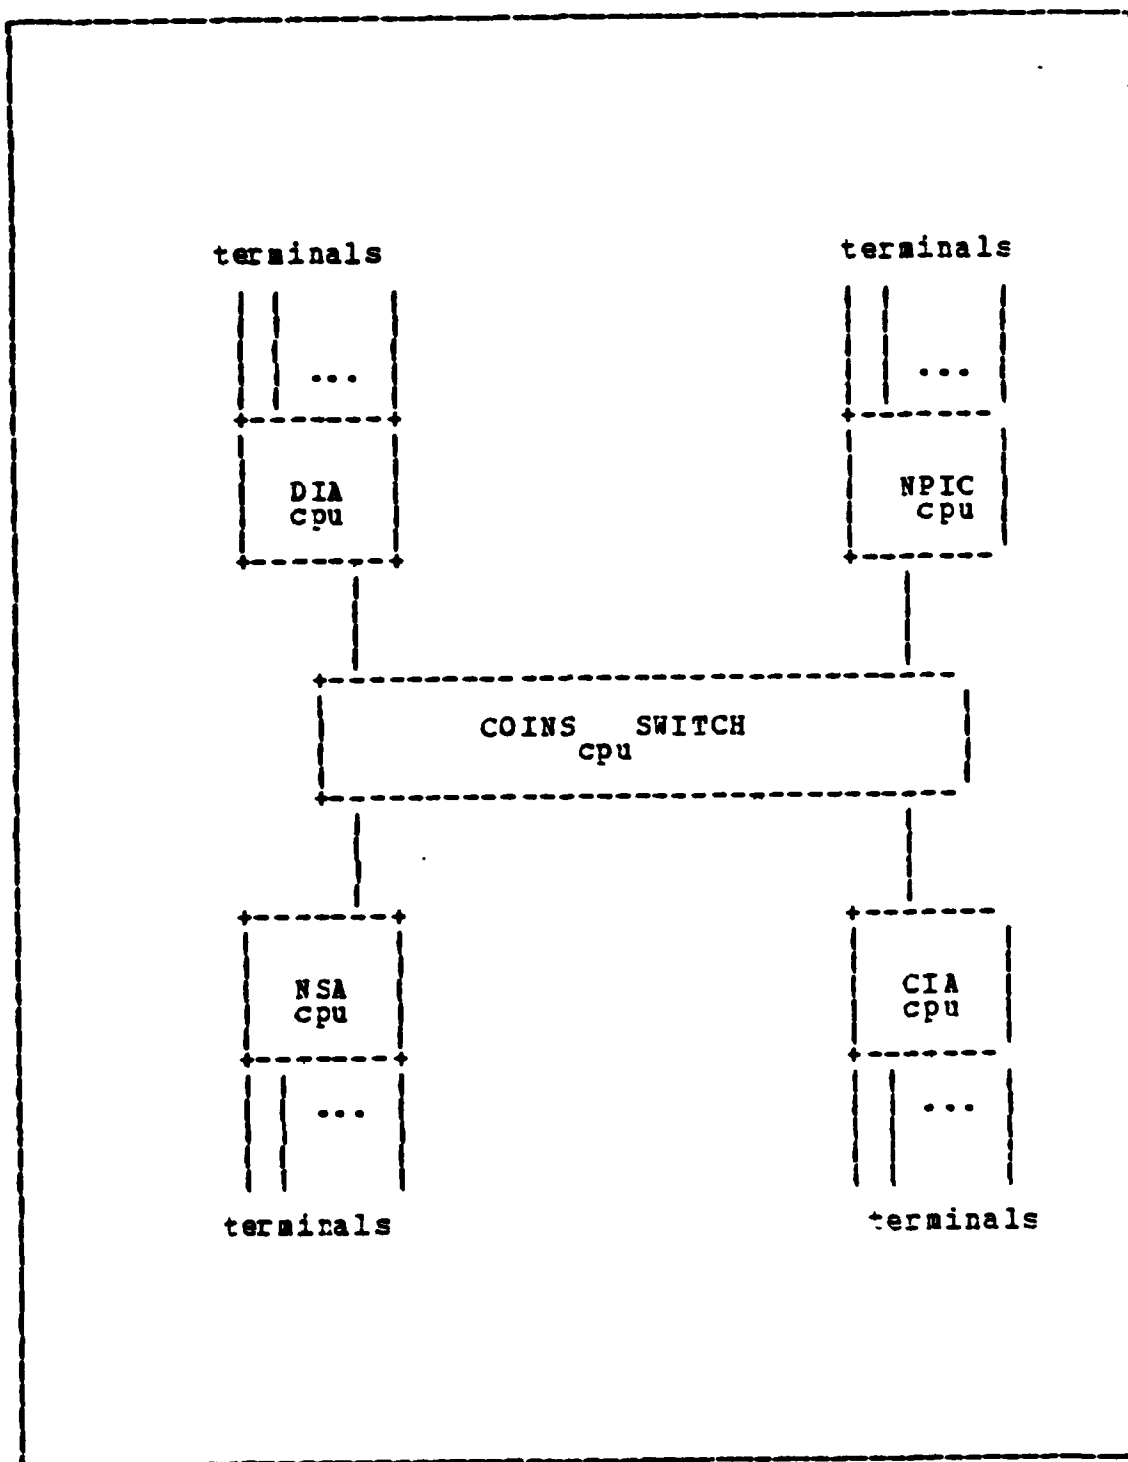 terminals
terminals
...
...
DIA
cpu
NPIC
cpu
COINS SWITCH
cpu
NSA
cpu
CIA
cpu
...
...
terminals
terminals